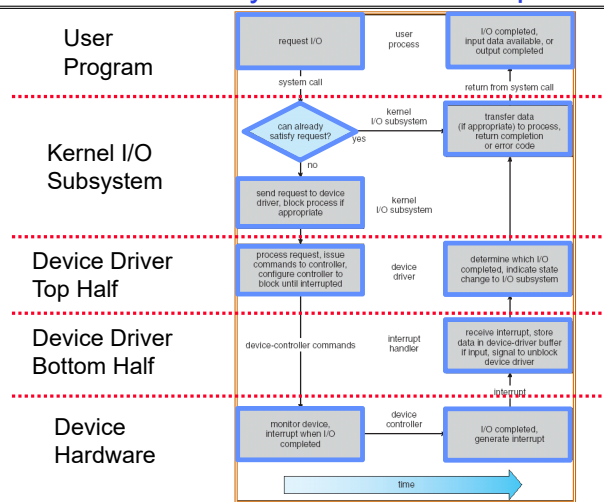 User
Program
request I/O
user
process
I/O completed,
input data available, or
output completed
system call
return from system call
Kernel I/O
Subsystem
can already
satisfy request?
yes
no
kernel
I/O subsystem
transfer data
(if appropriate) to process,
return completion
or error code
send request to device
driver, block process if
appropriate
kernel
I/O subsystem
Device Driver
Top Half
process request, issue
commands to controller,
configure controller to
block until interrupted
device
driver
determine which I/O
completed, indicate state
change to I/O subsystem
Device Driver
Bottom Half
device-controller commands
interrupt
handler
receive interrupt, store
data in device-driver buffer
if input, signal to unblock
device driver
interrupt
Device
Hardware
monitor device,
interrupt when I/O
completed
device
controller
I/O completed,
generate interrupt
time